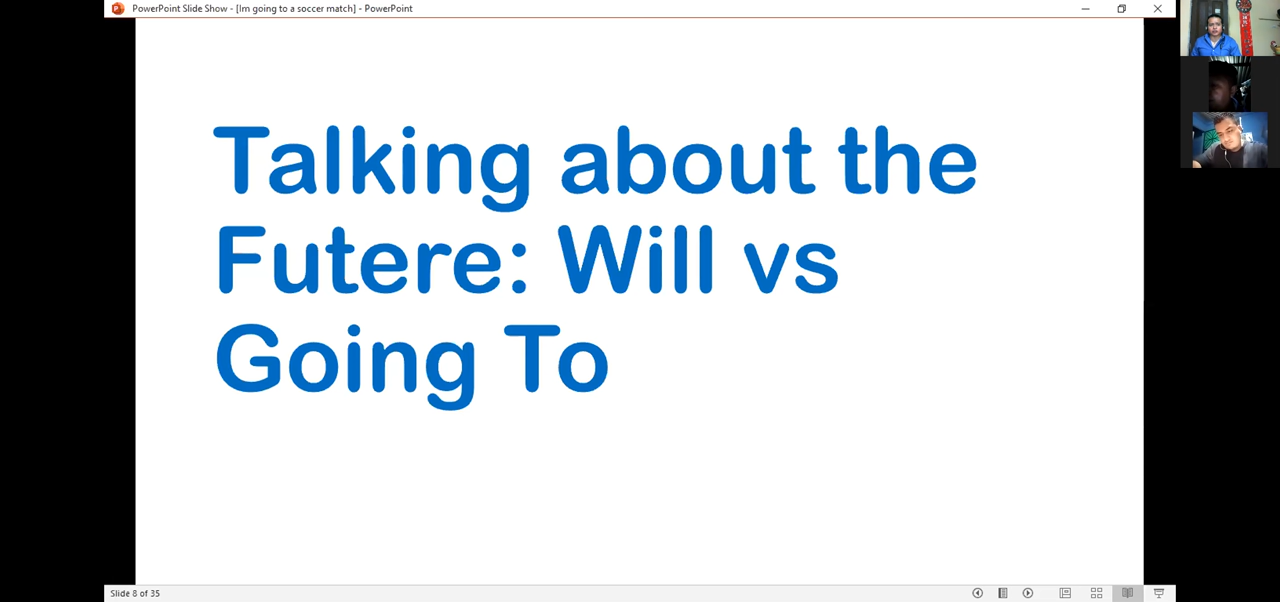 PowerPoint Slide Show - [Im going to a soccer match] - PowerPoint
Talking about the
Futere: Will vs
Going To
Slide 8 of 35